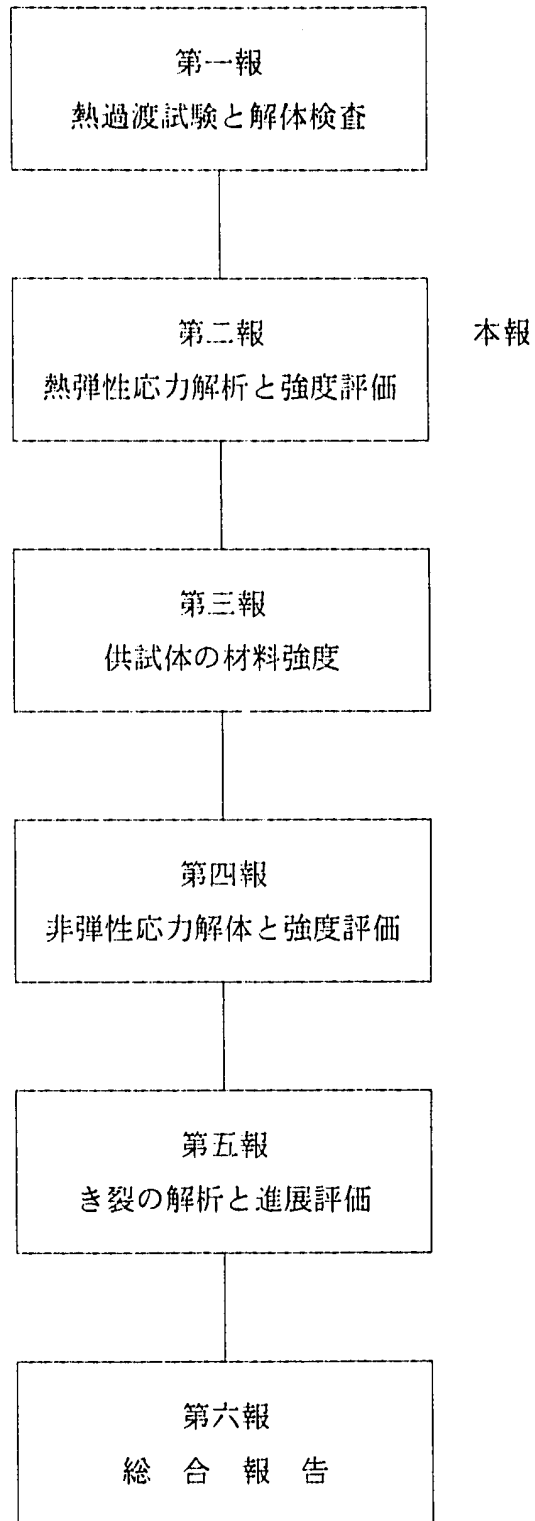 第一報
熱過渡試験と解体検査
第二報
本報
熱弾性応力解析と強度評価
第三報
供試体の材料強度
第四報
非弾性応力解体と強度評価
第五報
き裂の解析と進展評価
第六報
総合報告